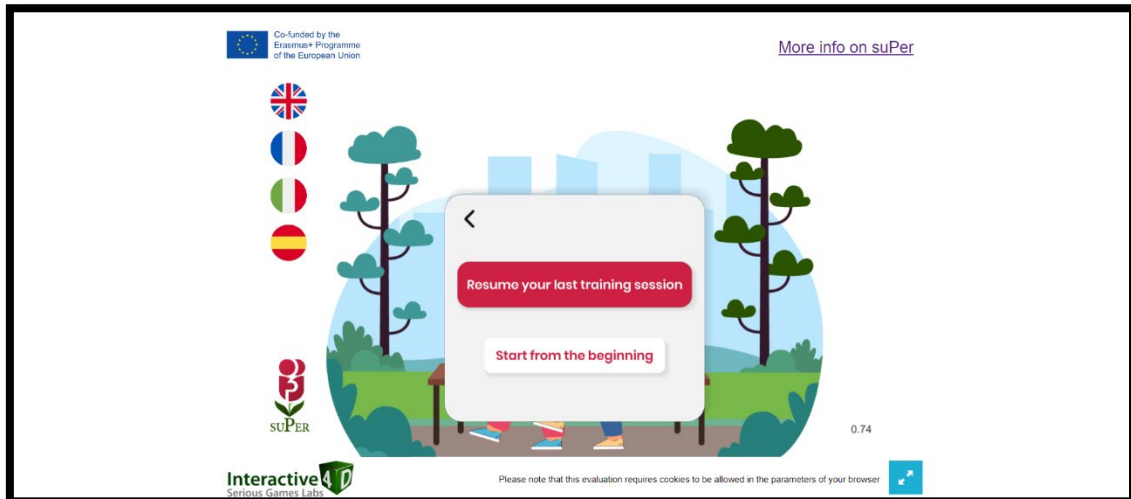 Co-funded by the
Erasmus+ Programme
of the European Union
More info on suPer
Resume your last training session
Start from the beginning
suPer
0.74
Interactive 4D
Serious Games Labs
Please note that this evaluation requires cookies to be allowed in the parameters of your browser